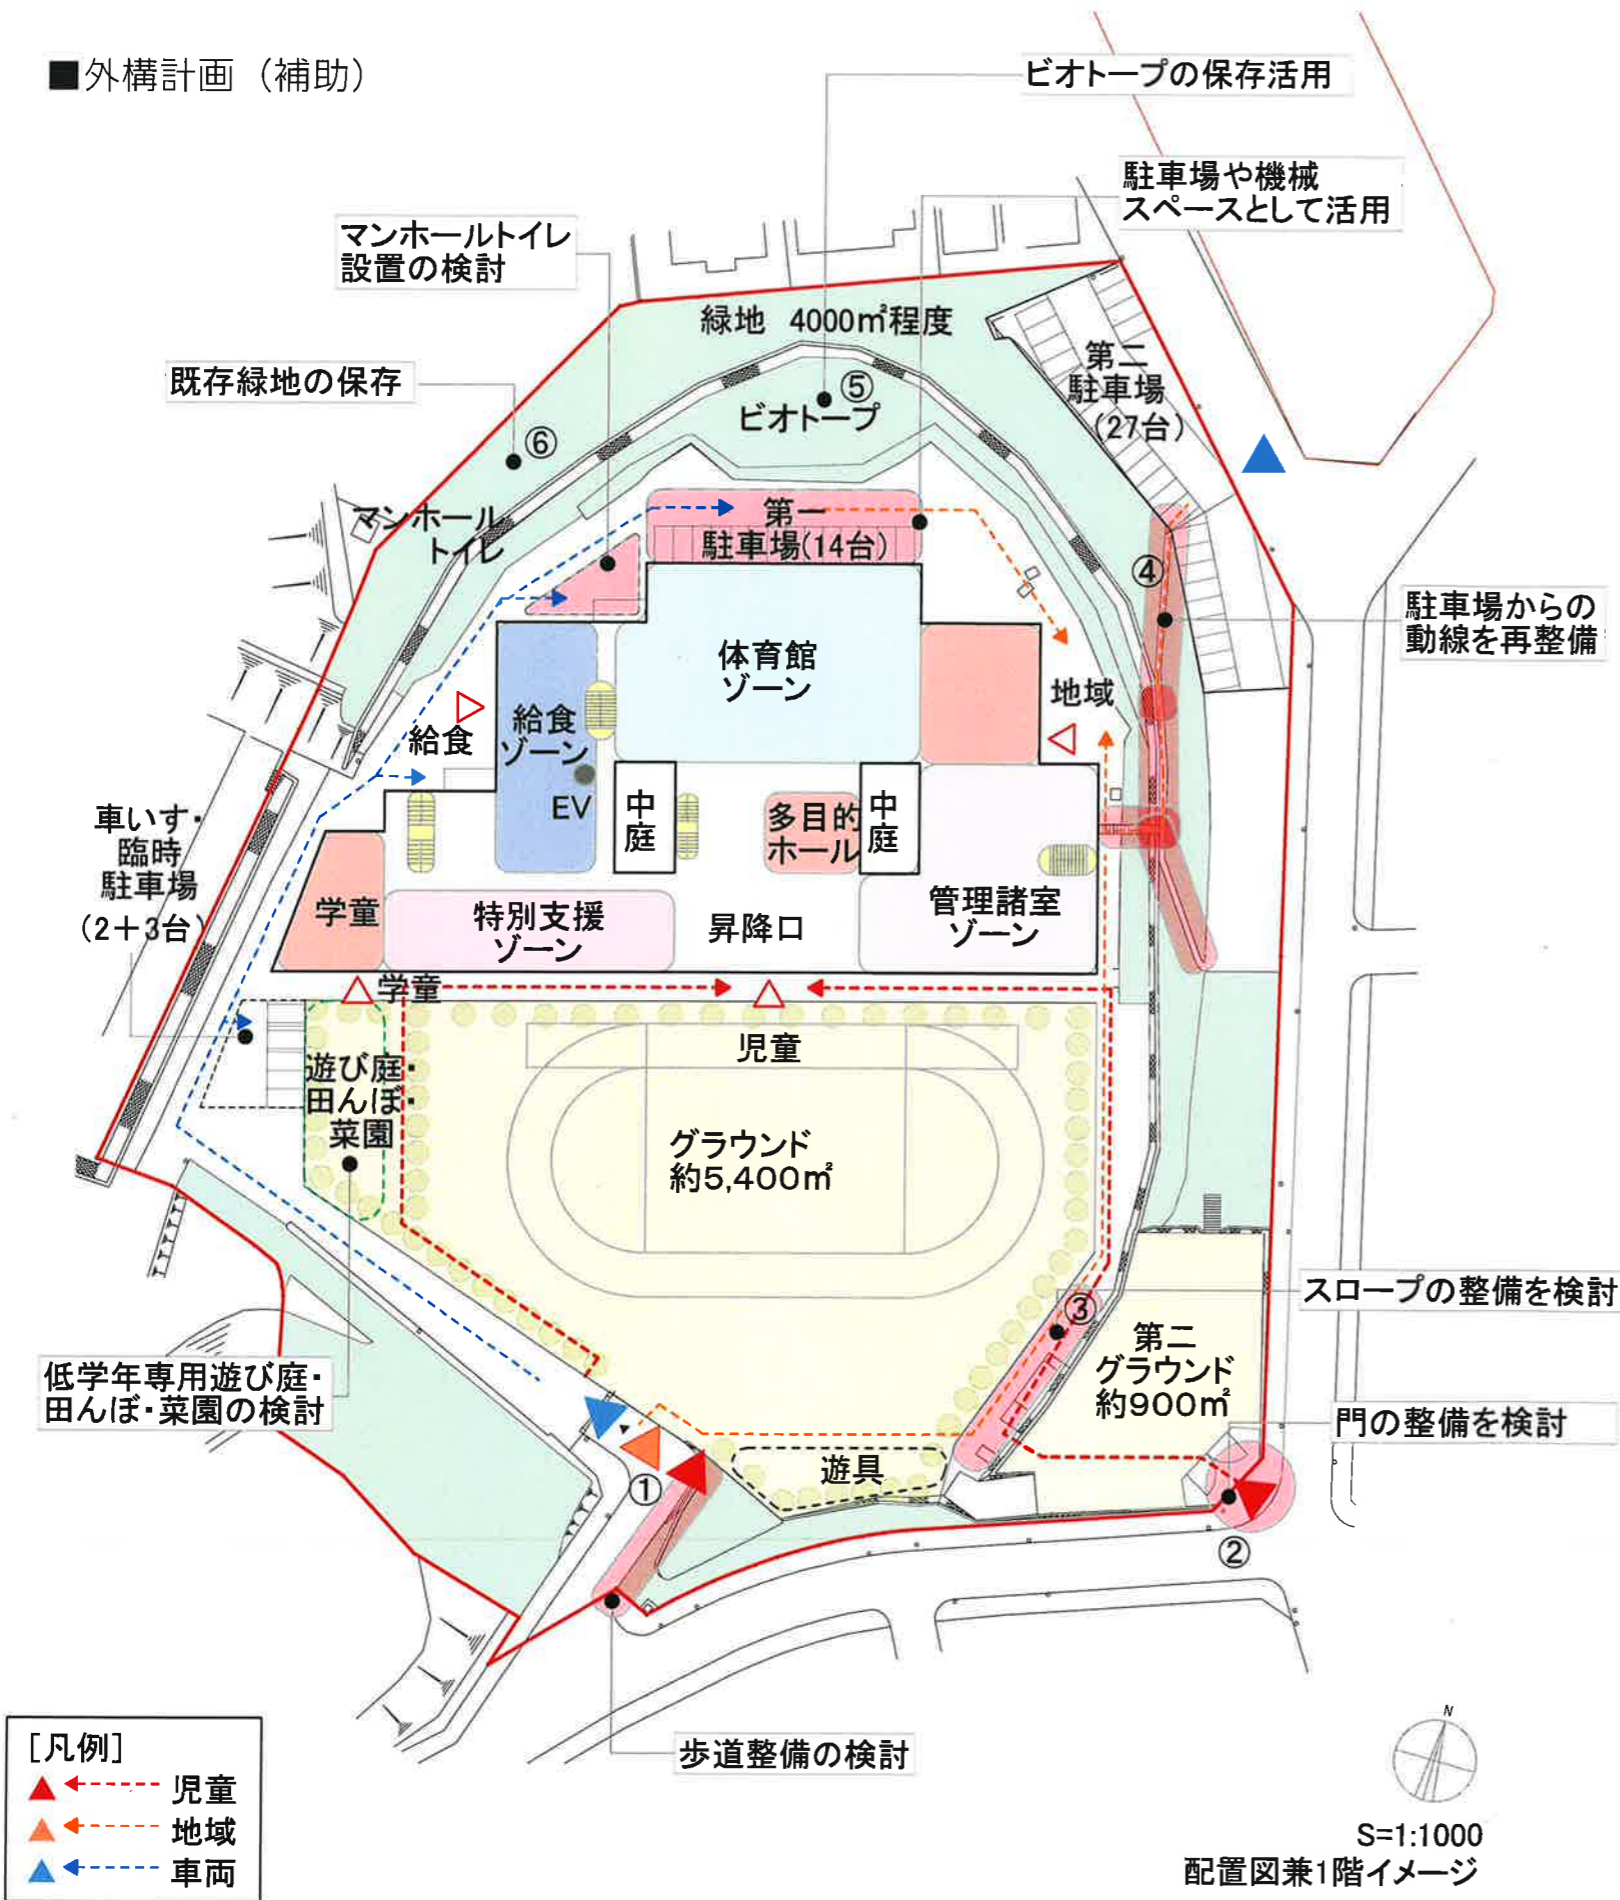 ■外構計画（補助）
ビオトープの保存活用
駐車場や機械
スペースとして活用
マンホールトイレ
設置の検討
緑地 4000㎡程度
既存緑地の保存
第二
駐車場
（27台）
⑤
ビオトープ
⑥
マンホール
トイレ
第一
駐車場(14台)
④
駐車場からの
動線を再整備
体育館
ゾーン
地域
給食
給食
ゾーン
EV
中庭
多目的
ホール
中庭
車いす・
臨時
駐車場
（2＋3台）
学童
特別支援
ゾーン
昇降口
管理諸室
ゾーン
学童
児童
遊び庭・
田んぼ・
菜園
グラウンド
約5,400㎡
スロープの整備を検討
③
第二
グラウンド
約900㎡
低学年専用遊び庭・
田んぼ・菜園の検討
門の整備を検討
遊具
①
②
歩道整備の検討
N
［凡例］
児童
地域
車両
S=1:1000
配置図兼1階イメージ